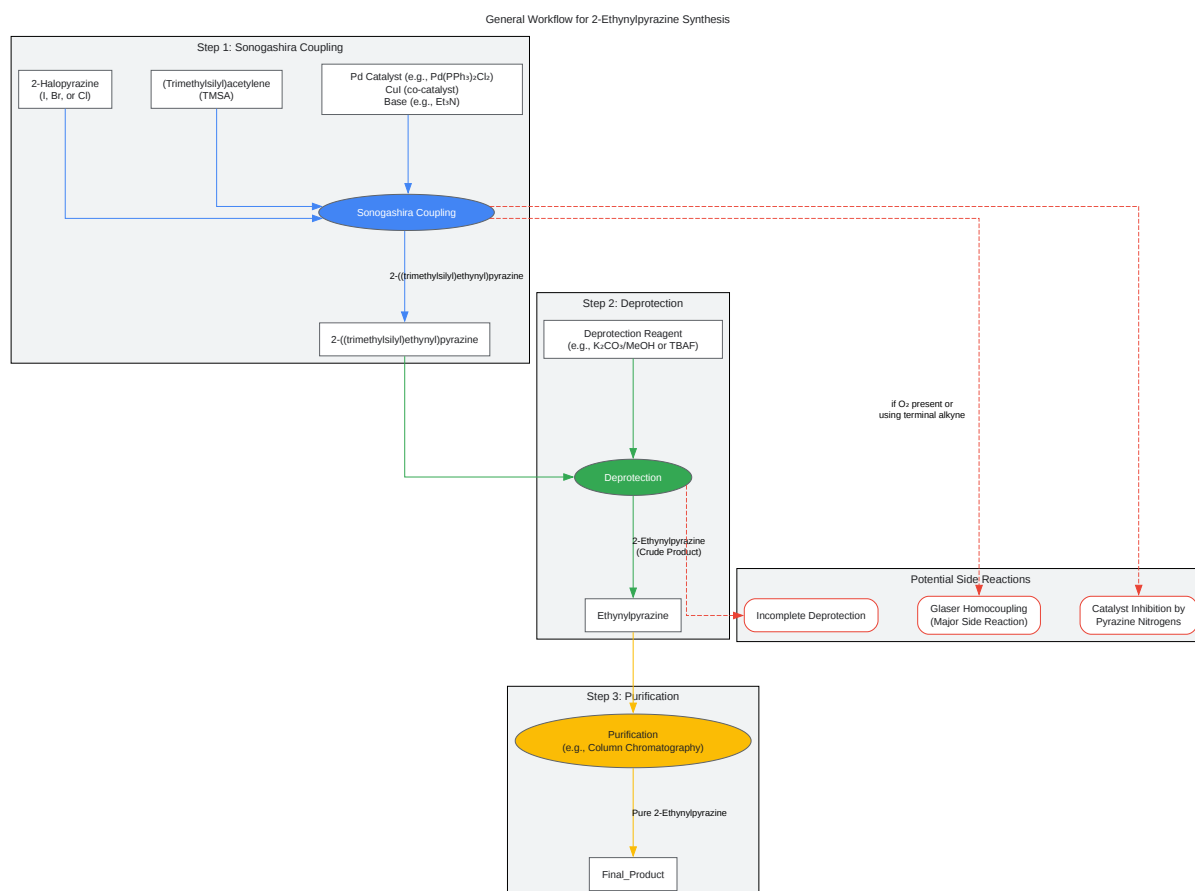 General Workflow for 2-Ethynylpyrazine Synthesis
Step 1: Sonogashira Coupling
2-Halopyrazine
(I, Br, or Cl)
(Trimethylsilyl)acetylene
(TMSA)
Pd Catalyst (e.g., Pd(PPh₃)₂Cl₂)
CuI (co-catalyst)
Base (e.g., Et₃N)
Sonogashira Coupling
2-((trimethylsilyl)ethynyl)pyrazine
2-((trimethylsilyl)ethynyl)pyrazine
Step 2: Deprotection
Deprotection Reagent
(e.g., K₂CO₃/MeOH or TBAF)
Deprotection
2-Ethynylpyrazine
(Crude Product)
Ethynylpyrazine
if O₂ present or
using terminal alkyne
Potential Side Reactions
Incomplete Deprotection
Glaser Homocoupling
(Major Side Reaction)
Catalyst Inhibition by
Pyrazine Nitrogens
Step 3: Purification
Purification
(e.g., Column Chromatography)
Pure 2-Ethynylpyrazine
Final_Product